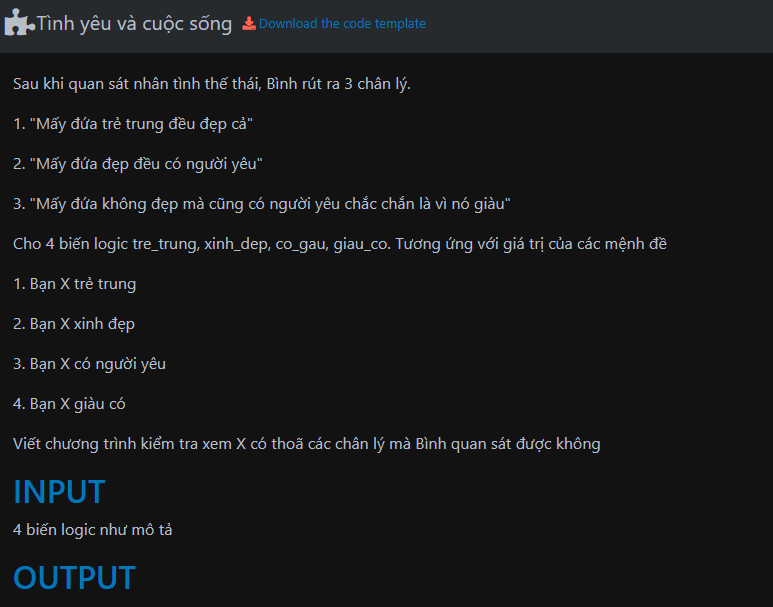 Tình yêu và cuộc sống Download the code template
Sau khi quan sát nhân tình thế thái, Bình rút ra 3 chân lý.
1. "Mấy đứa trẻ trung đều đẹp cả"
2. "Mấy đứa đẹp đều có người yêu"
3. "Mấy đứa không đẹp mà cũng có người yêu chắc chắn là vì nó giàu"
Cho 4 biến logic tre_trung, xinh_dep, co_gau, giau_co. Tương ứng với giá trị của các mệnh đề
1. Bạn X trẻ trung
2. Bạn X xinh đẹp
3. Bạn X có người yêu
4. Bạn X giàu có
Viết chương trình kiểm tra xem X có thoã các chân lý mà Bình quan sát được không
INPUT
4 biến logic như mô tả
OUTPUT